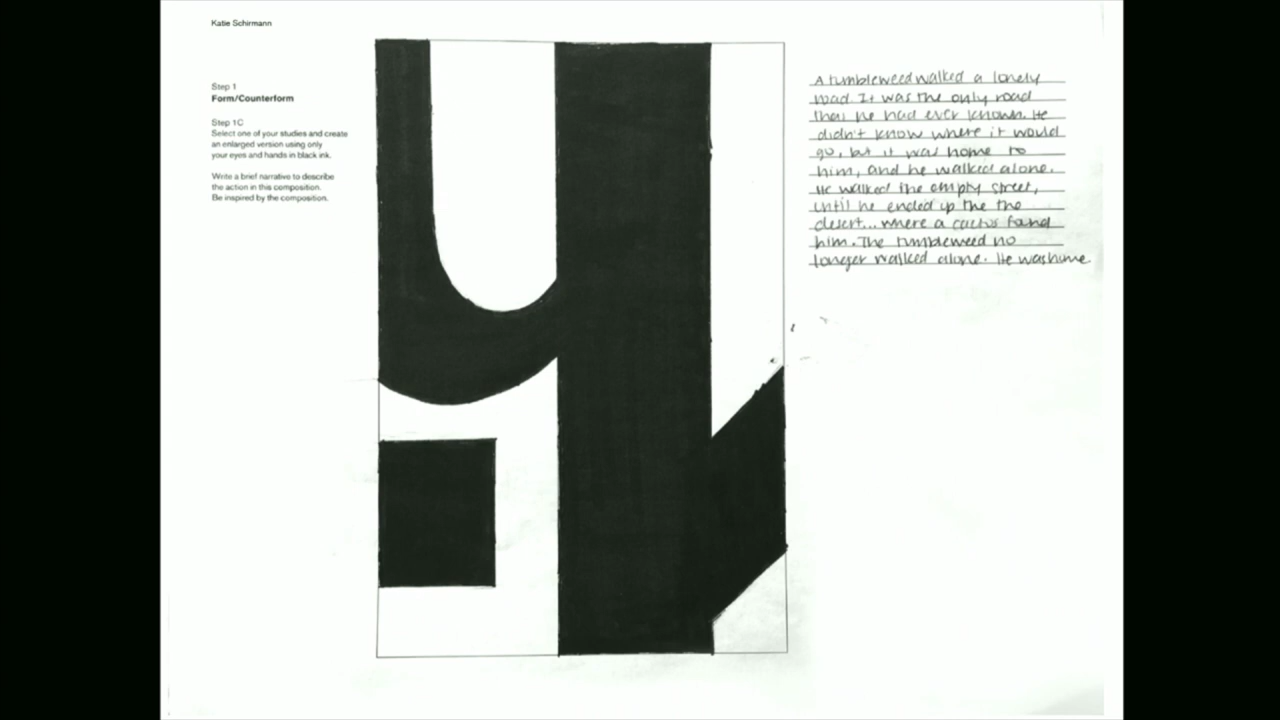 Katie Schirmann
Step 1
Form/Counterform
Step 1C
Select one of your studies and create
an enlarged version using only
your eyes and hands in black ink.
Write a brief narrative to describe
the action in this composition.
Be inspired by the composition.
A tumbleweed walked a lonely
road. It was the only road
that he had ever known. He
didn't know where it would
go, but it was home to
him, and he walked alone.
He walked the empty street,
until he ended up the the
desert... where a cactus found
him. The tumbleweed no
longer walked alone. He was home.